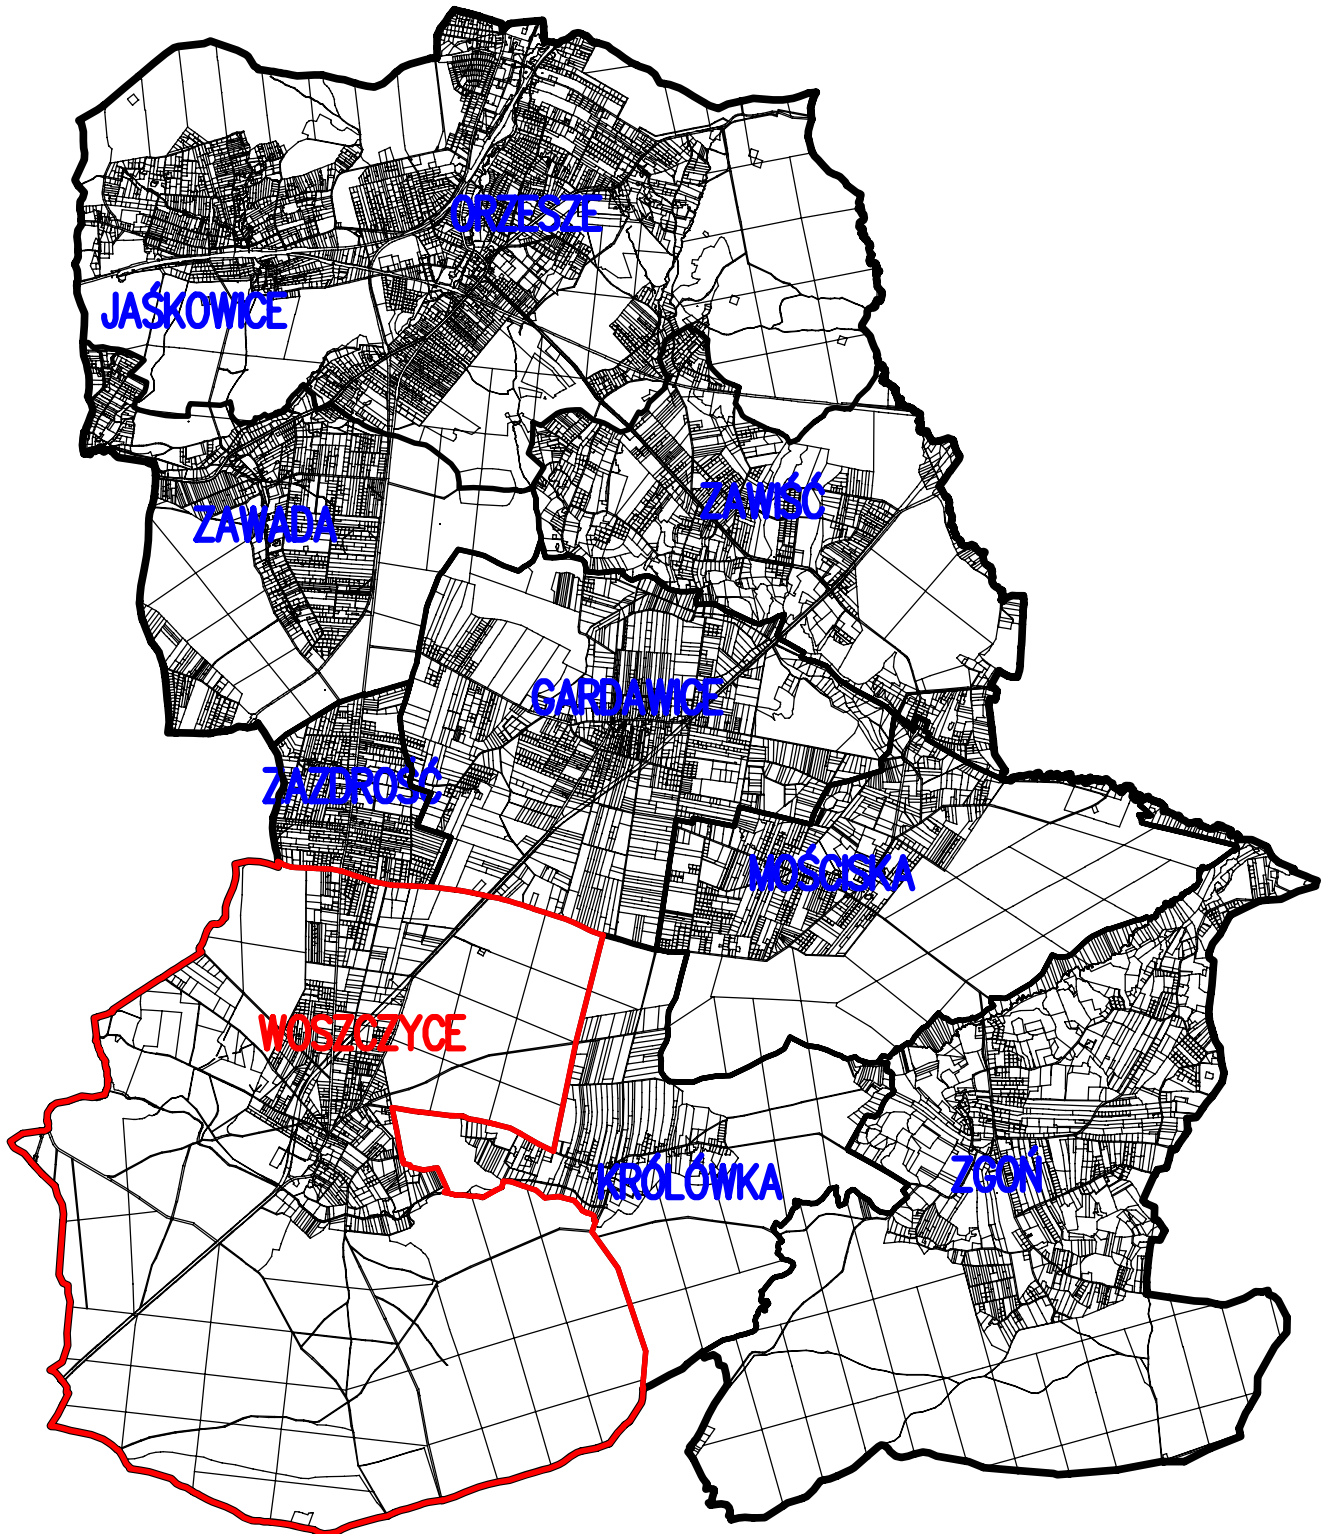 ORZESZE
JAŚKOWICE
ZAWIŚĆ
ZAWADA
GARDAWICE
ZAZDROŚĆ
MOŚCISKA
WOSZCZYCE
KRÓLÓWKA
ZGOŃ